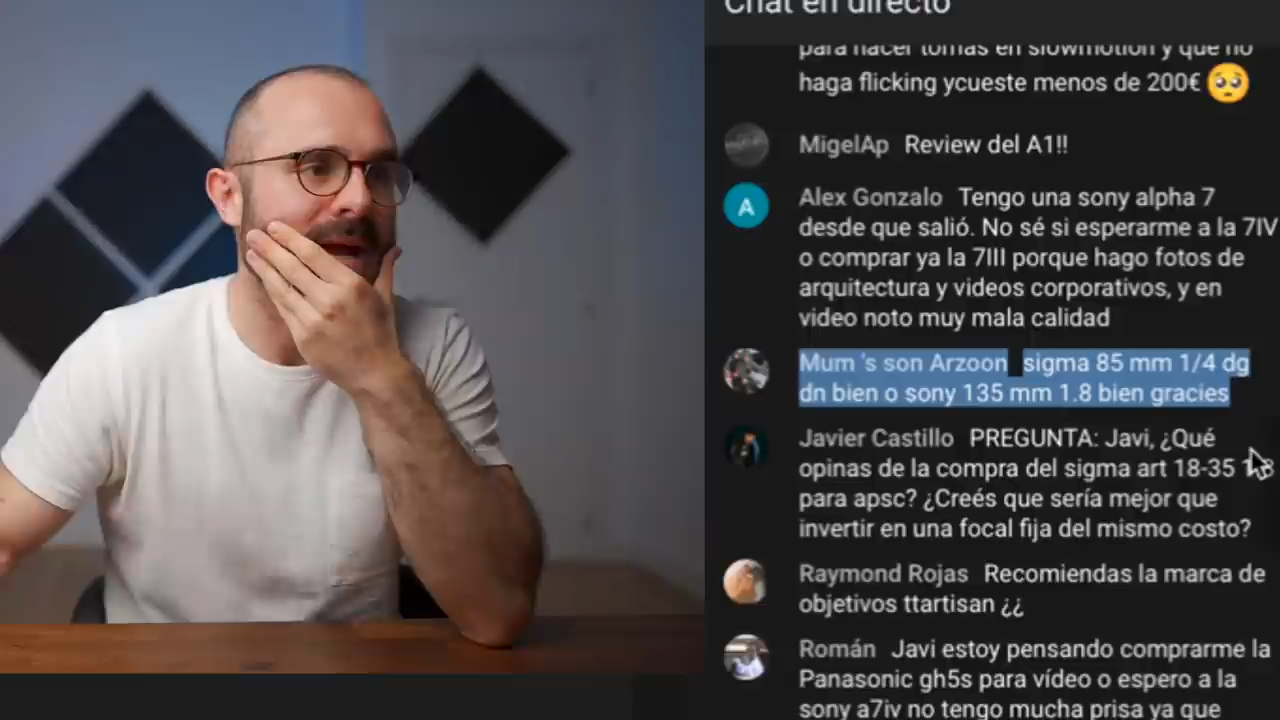 Chat en directo
para hacer tomas en slowmotion y que no
haga flicking ycueste menos de 200€
MigelAp Review del A1!!
A
Alex Gonzalo Tengo una sony alpha 7
desde que salió. No sé si esperarme a la 7IV
o comprar ya la 7III porque hago fotos de
arquitectura y videos corporativos, y en
video noto muy mala calidad
Mum 's son Arzoon sigma 85 mm 1/4 dg
dn bien o sony 135 mm 1.8 bien gracies
Javier Castillo PREGUNTA: Javi, ¿Qué
opinas de la compra del sigma art 18-35 1.8
para apsc? ¿Creés que sería mejor que
invertir en una focal fija del mismo costo?
Raymond Rojas Recomiendas la marca de
objetivos ttartisan ¿¿
Román Javi estoy pensando comprarme la
Panasonic gh5s para vídeo o espero a la
sony a7iv no tengo mucha prisa ya que